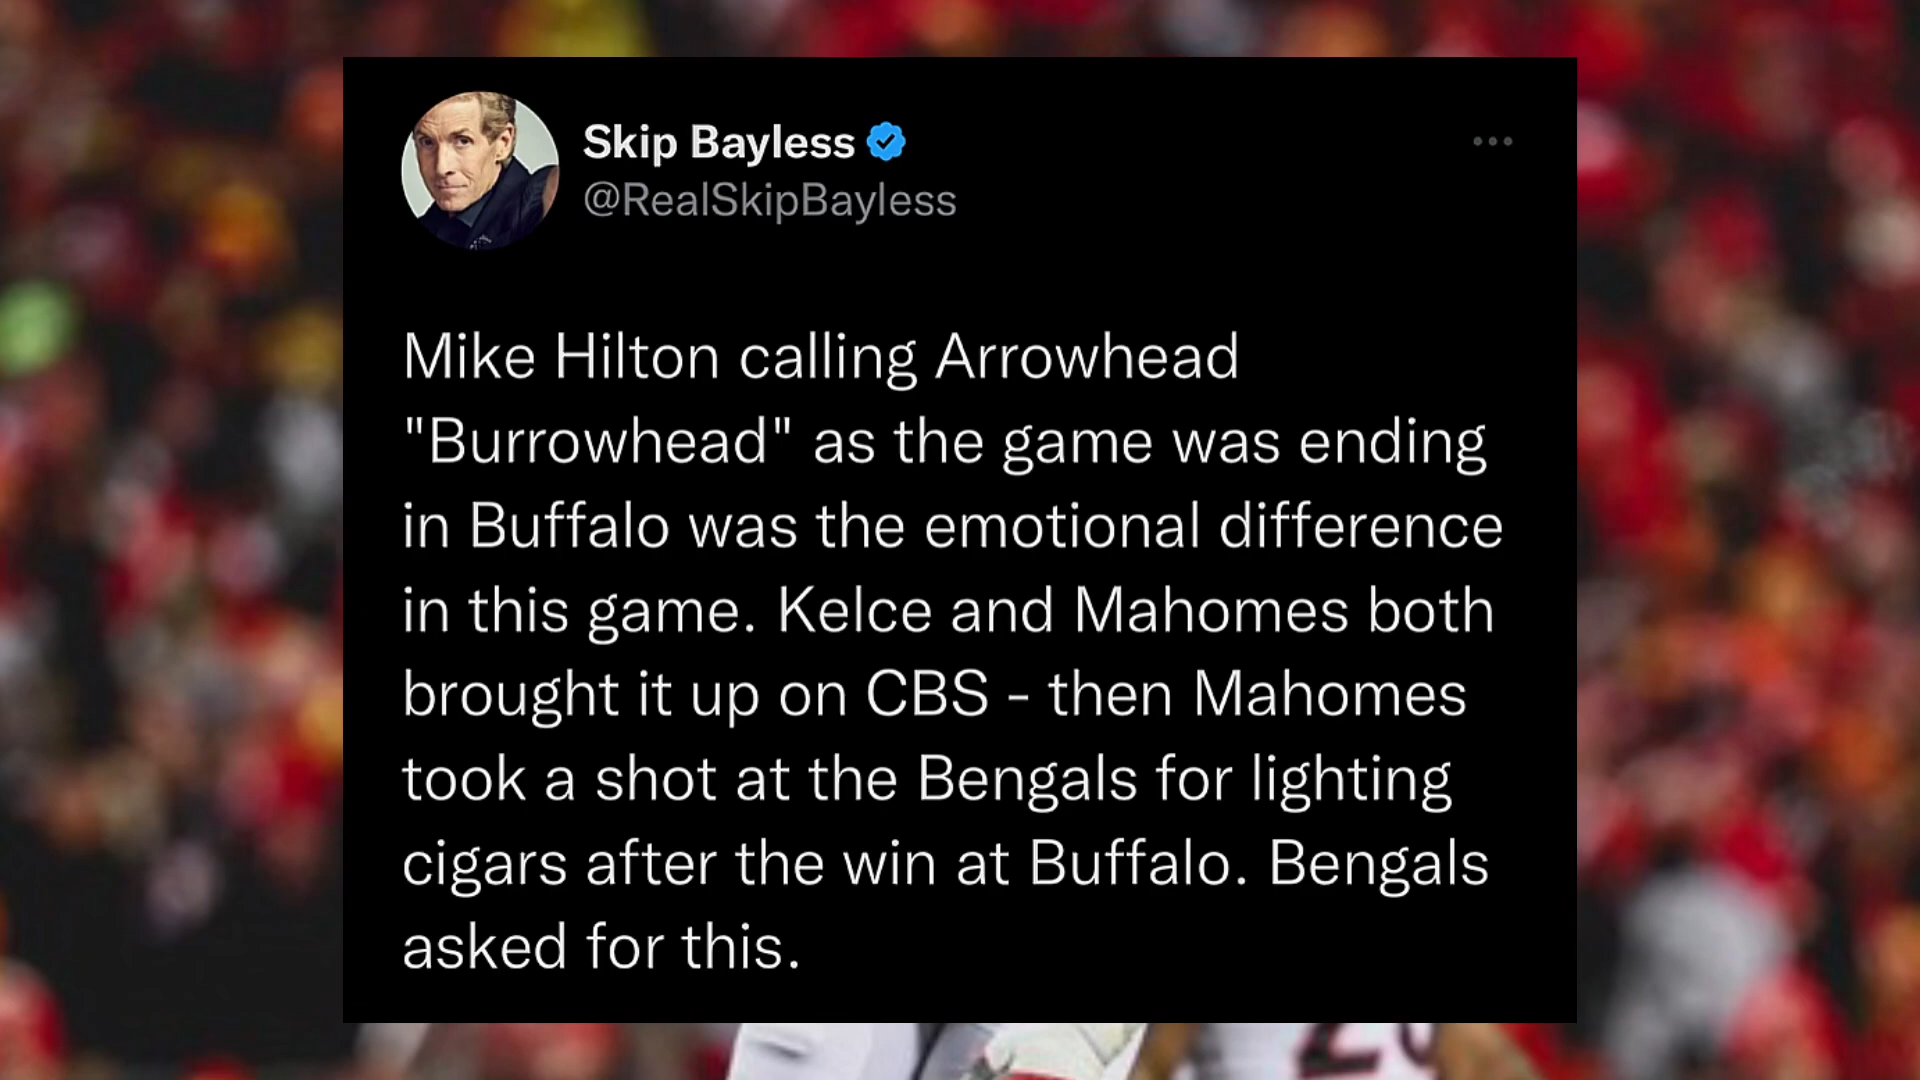 Skip Bayless
@RealSkipBayless
Mike Hilton calling Arrowhead
"Burrowhead" as the game was ending
in Buffalo was the emotional difference
in this game. Kelce and Mahomes both
brought it up on CBS - then Mahomes
took a shot at the Bengals for lighting
cigars after the win at Buffalo. Bengals
asked for this.